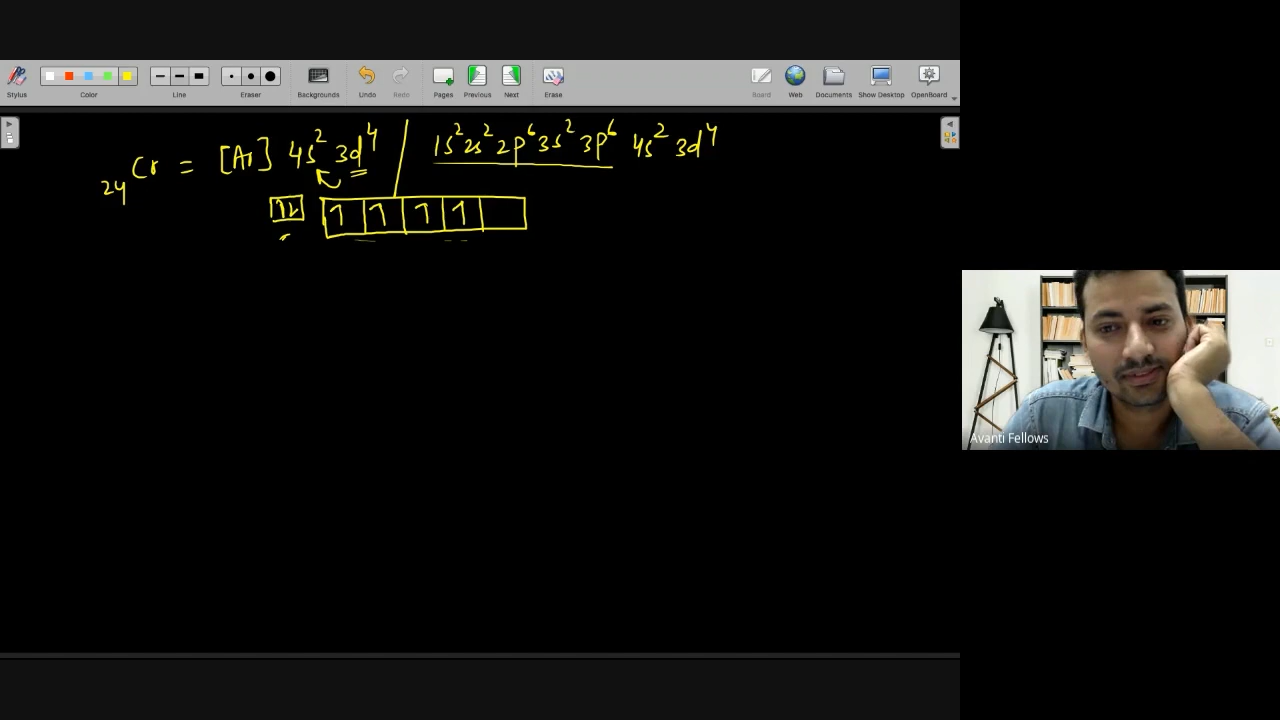 Stylus Color Line Eraser Backgrounds Undo Redo Pages Previous Next Erase Board Web Documents Show Desktop OpenBoard
₂₄Cr = [Ar] 4s² 3d⁴ / 1s² 2s² 2p⁶ 3s² 3p⁶ 4s² 3d⁴
↑↓ ↑ ↑ ↑ ↑
Avanti Fellows